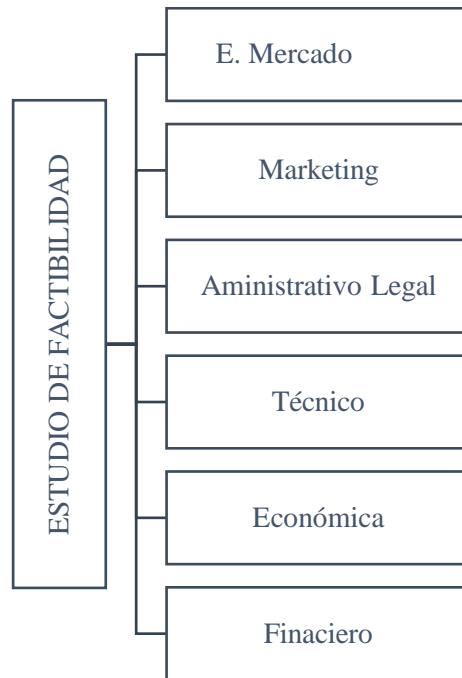 ESTUDIO DE FACTIBILIDAD
E. Mercado
Marketing
Aministrativo Legal
Técnico
Económica
Finaciero